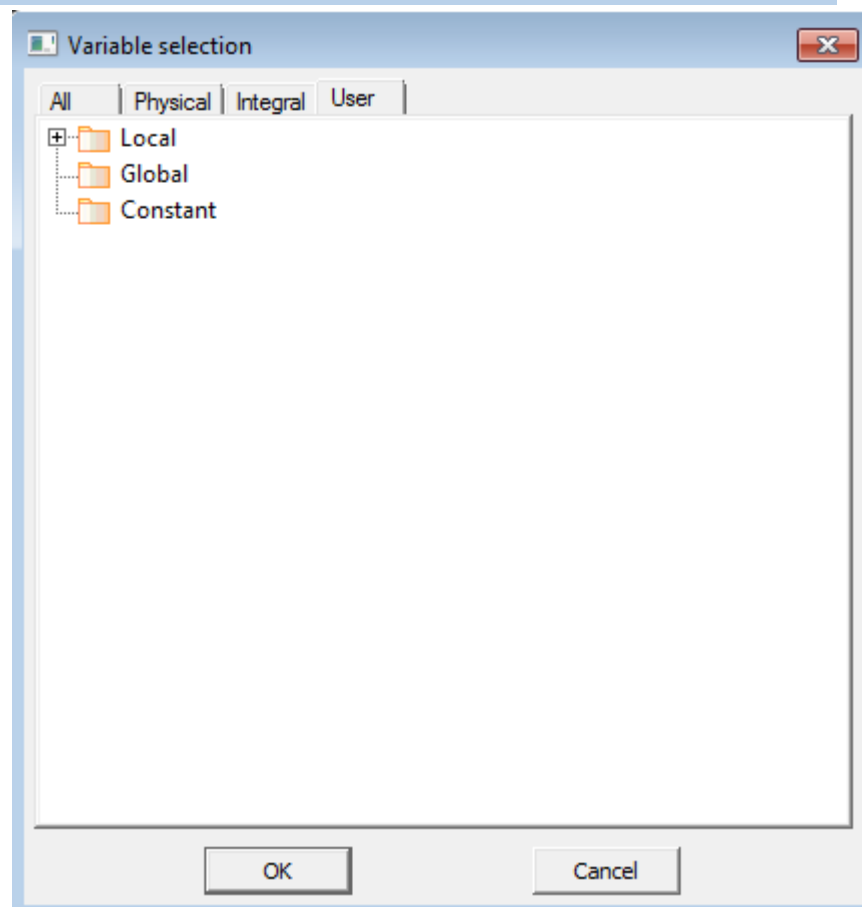 Variable selection
All Physical Integral User
Local
Global
Constant
OK Cancel